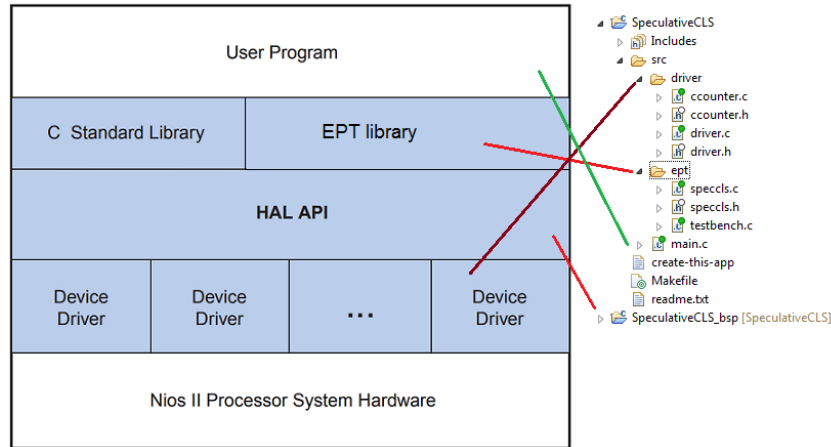 User Program
C Standard Library
EPT library
HAL API
Device
Driver
Device
Driver
...
Device
Driver
Nios II Processor System Hardware
SpeculativeCLS
Includes
src
driver
ccounter.c
ccounter.h
driver.c
driver.h
ept
speccls.c
speccls.h
testbench.c
main.c
create-this-app
Makefile
readme.txt
SpeculativeCLS_bsp [SpeculativeCLS]